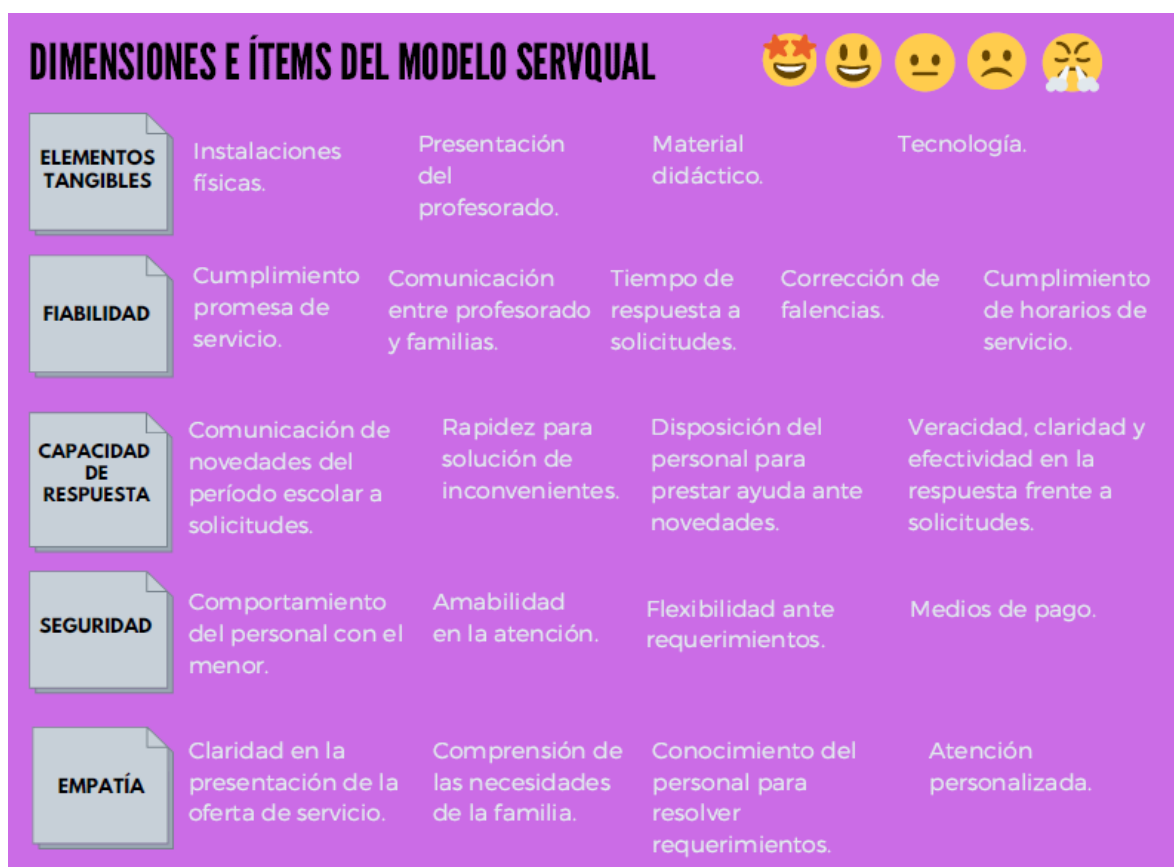 DIMENSIONES E ÍTEMS DEL MODELO SERVQUAL
ELEMENTOS
TANGIBLES
Instalaciones
físicas.
Presentación
del
profesorado.
Material
didáctico.
Tecnología.
FIABILIDAD
Cumplimiento
promesa de
servicio.
Comunicación
entre profesorado
y familias.
Tiempo de
respuesta a
solicitudes.
Corrección de
falencias.
Cumplimiento
de horarios de
servicio.
CAPACIDAD
DE
RESPUESTA
Comunicación de
novedades del
período escolar a
solicitudes.
Rapidez para
solución de
inconvenientes.
Disposición del
personal para
prestar ayuda ante
novedades.
Veracidad, claridad y
efectividad en la
respuesta frente a
solicitudes.
SEGURIDAD
Comportamiento
del personal con el
menor.
Amabilidad
en la atención.
Flexibilidad ante
requerimientos.
Medios de pago.
EMPATÍA
Claridad en la
presentación de la
oferta de servicio.
Comprensión de
las necesidades
de la familia.
Conocimiento del
personal para
resolver
requerimientos.
Atención
personalizada.